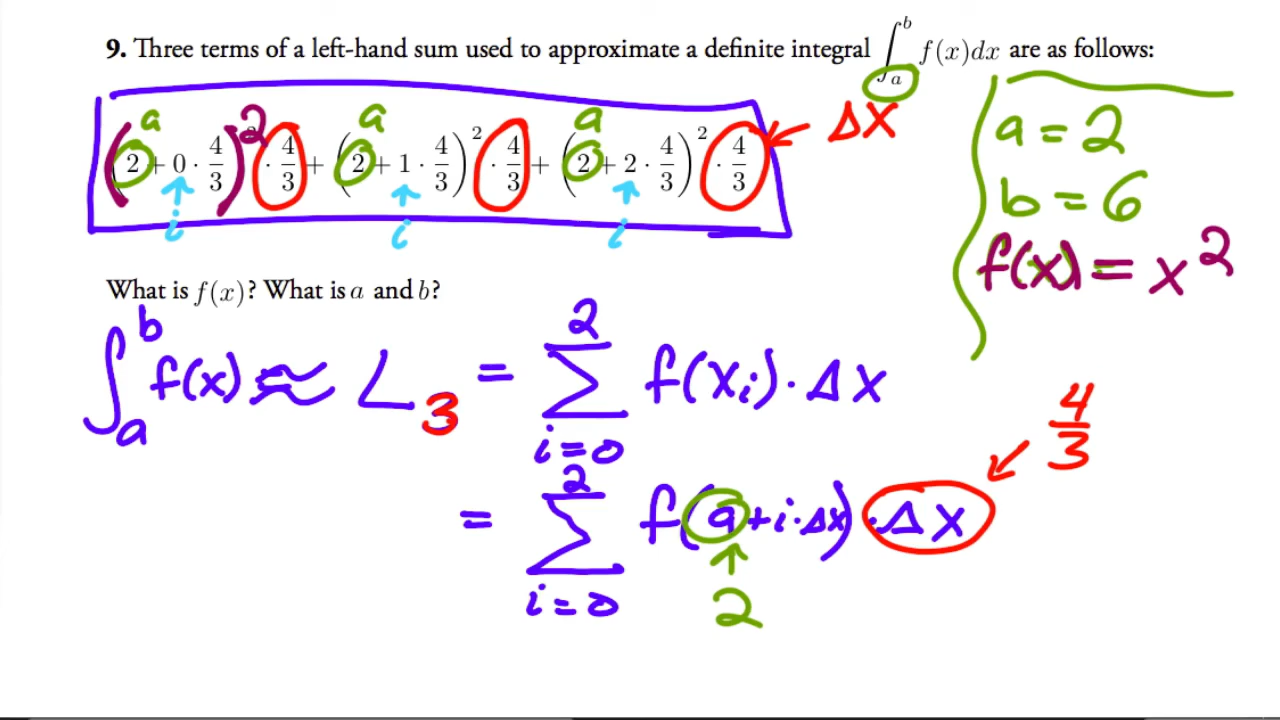 9. Three terms of a left-hand sum used to approximate a definite integral ∫_a^b f(x)dx are as follows:
a a a Δx
(2 + 0 · 4/3)^2 · 4/3 + (2 + 1 · 4/3)^2 · 4/3 + (2 + 2 · 4/3)^2 · 4/3
i i i
a = 2
b = 6
f(x) = x^2
What is f(x)? What is a and b?
∫_a^b f(x) ≈ L_3 = Σ_{i=0}^{2} f(x_i) · Δx
4/3
= Σ_{i=0}^{2} f(a + i · Δx) · Δx
2